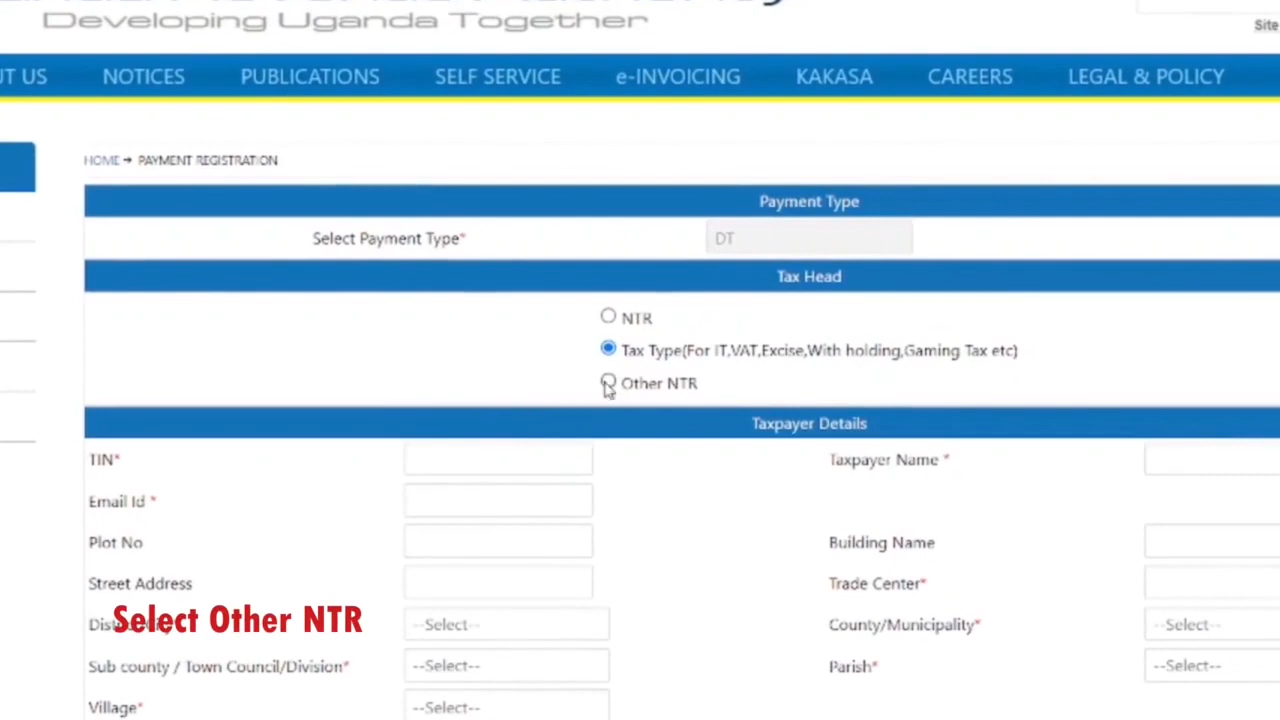 Developing Uganda Together
Site
UT US NOTICES PUBLICATIONS SELF SERVICE e-INVOICING KAKASA CAREERS LEGAL & POLICY
HOME → PAYMENT REGISTRATION
Payment Type
Select Payment Type* DT
Tax Head
NTR
Tax Type(For IT,VAT,Excise,With holding,Gaming Tax etc)
Other NTR
Taxpayer Details
TIN* Taxpayer Name *
Email Id *
Plot No Building Name
Street Address Trade Center*
Select Other NTR
--Select-- County/Municipality* --Select--
Sub county / Town Council/Division* --Select-- Parish* --Select--
Village* --Select--